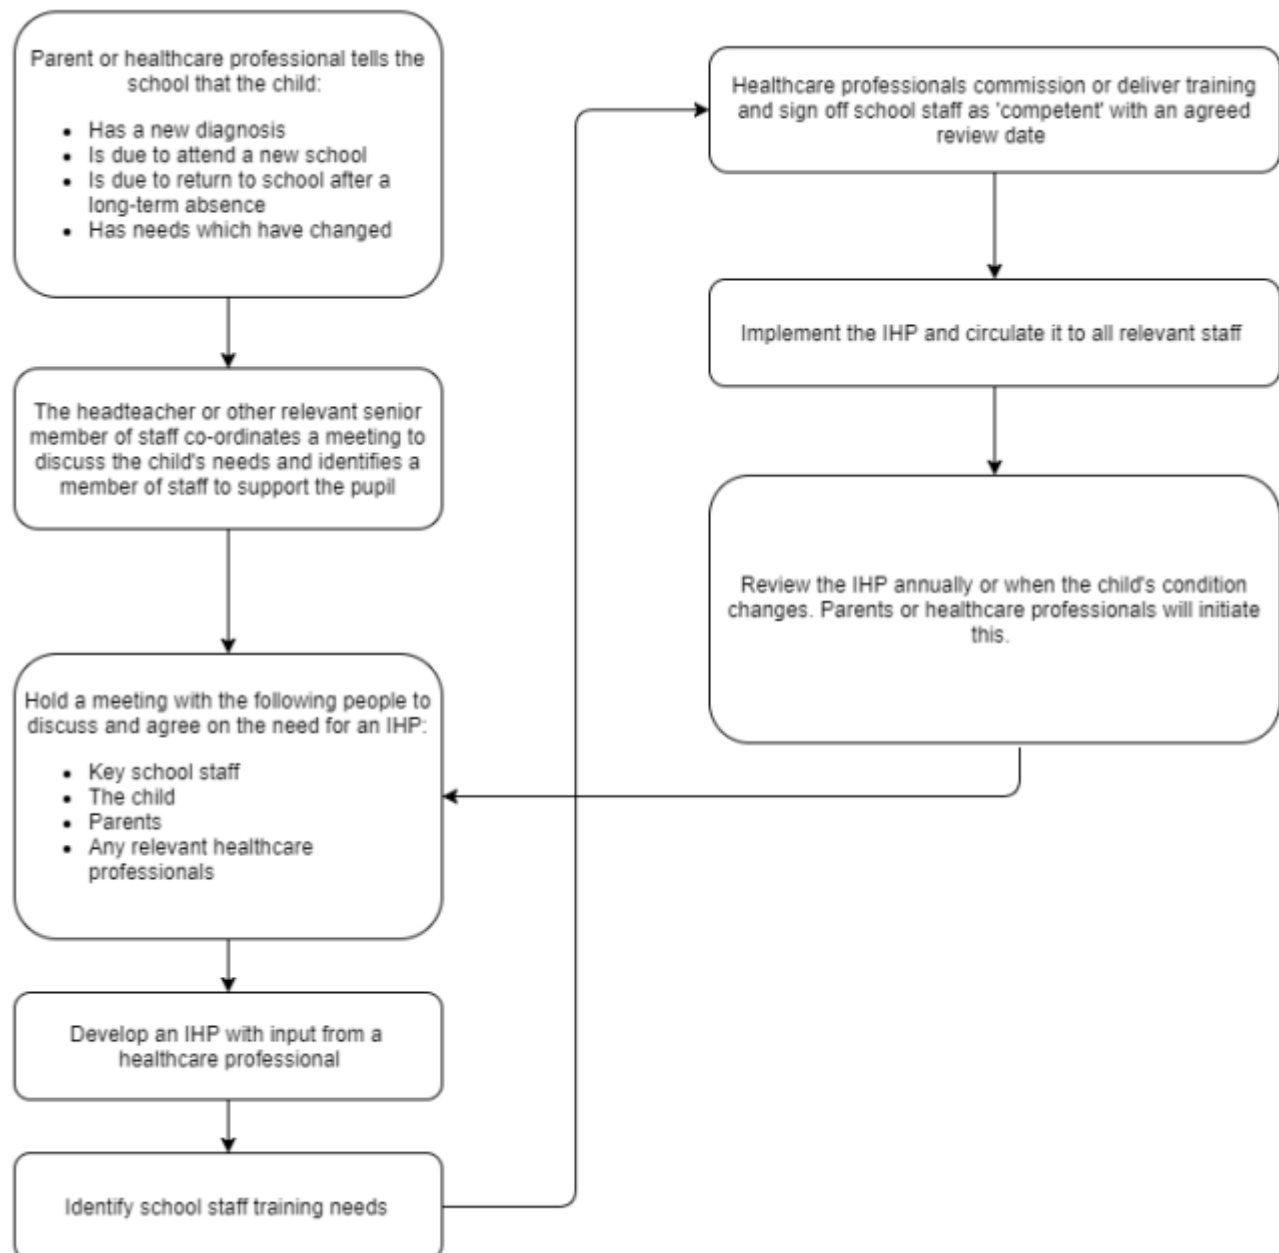 Parent or healthcare professional tells the
school that the child:
• Has a new diagnosis
• Is due to attend a new school
• Is due to return to school after a
long-term absence
• Has needs which have changed
The headteacher or other relevant senior
member of staff co-ordinates a meeting to
discuss the child's needs and identifies a
member of staff to support the pupil
Hold a meeting with the following people to
discuss and agree on the need for an IHP:
• Key school staff
• The child
• Parents
• Any relevant healthcare
professionals
Develop an IHP with input from a
healthcare professional
Identify school staff training needs
Healthcare professionals commission or deliver training
and sign off school staff as 'competent' with an agreed
review date
Implement the IHP and circulate it to all relevant staff
Review the IHP annually or when the child's condition
changes. Parents or healthcare professionals will initiate
this.